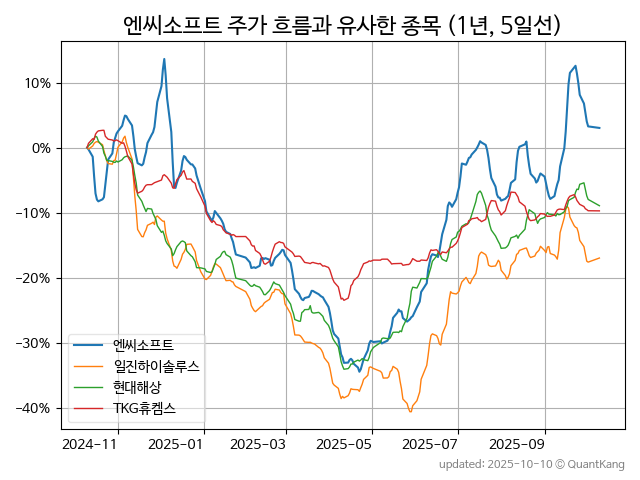 엔씨소프트 주가 흐름과 유사한 종목 (1년, 5일선)
10%
0%
−10%
−20%
−30%
−40%
엔씨소프트
일진하이솔루스
현대해상
TKG휴켐스
2024−11
2025−01
2025−03
2025−05
2025−07
2025−09
updated: 2025-10-10 © QuantKang